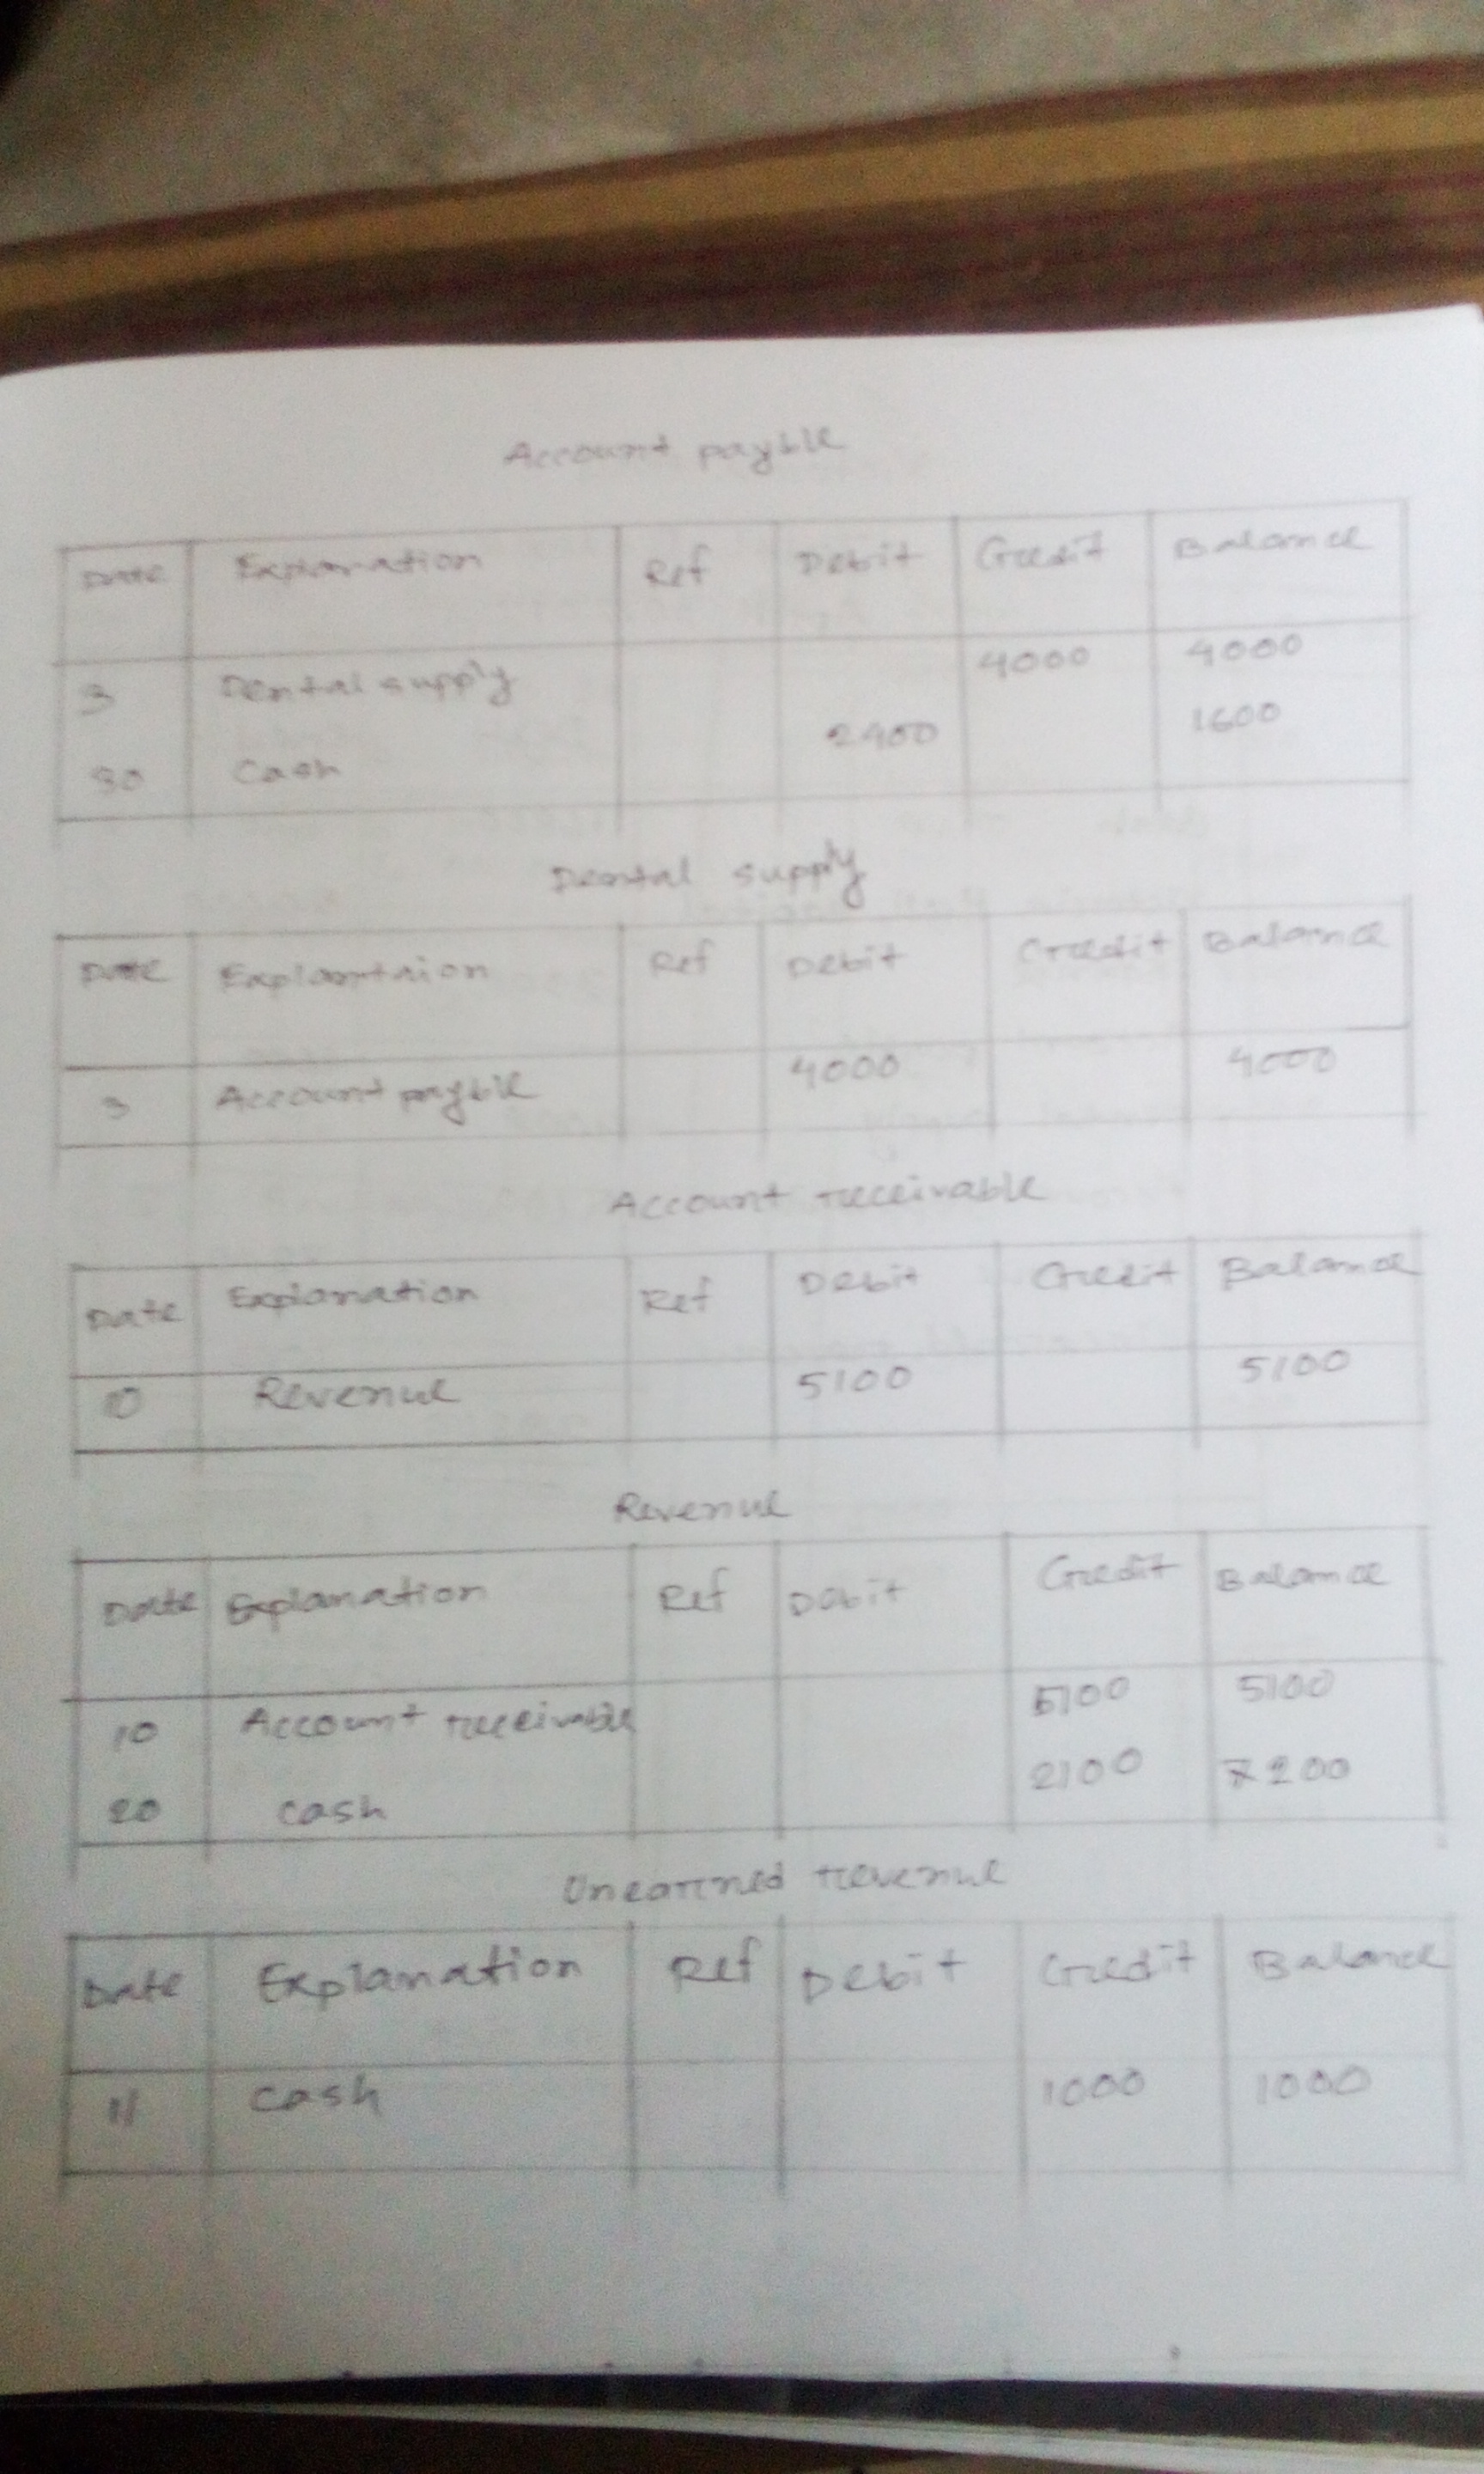 Account payble
Date Explanation Ref Debit Credit Balance
3 Dental supply 4000 4000
30 Cash 2400 1600
Dental supply
Date Explantaion Ref Debit Credit Balance
3 Account payble 4000 4000
Account receivable
Date Explanation Ref Debit Credit Balance
10 Revenue 5100 5100
Revenue
Date Explanation Ref Debit Credit Balance
10 Account receivable 5100 5100
20 cash 2100 7200
Unearned revenue
Date Explanation Ref Debit Credit Balance
11 cash 1000 1000